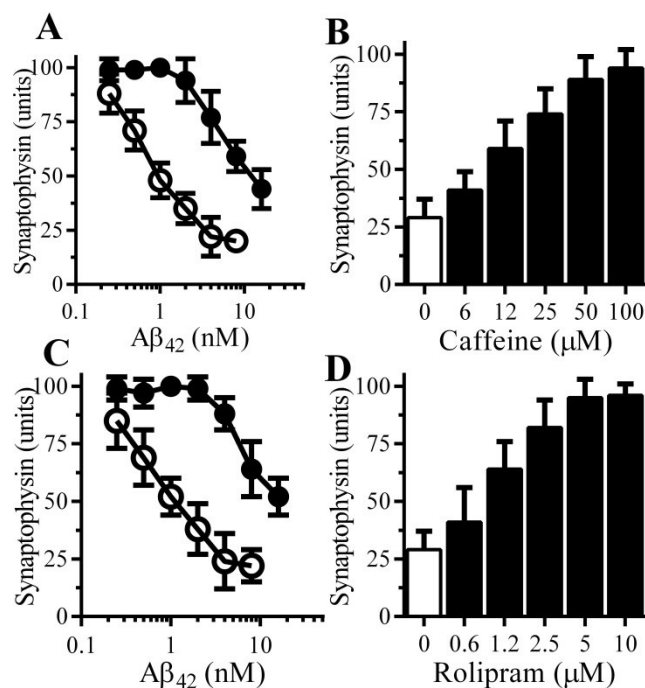 A
Synaptophysin (units)
100
75
50
25
0
0.1 1 10
Aβ₄₂ (nM)
B
Synaptophysin (units)
100
75
50
25
0
0 6 12 25 50 100
Caffeine (μM)
C
Synaptophysin (units)
100
75
50
25
0
0.1 1 10
Aβ₄₂ (nM)
D
Synaptophysin (units)
100
75
50
25
0
0 0.6 1.2 2.5 5 10
Rolipram (μM)